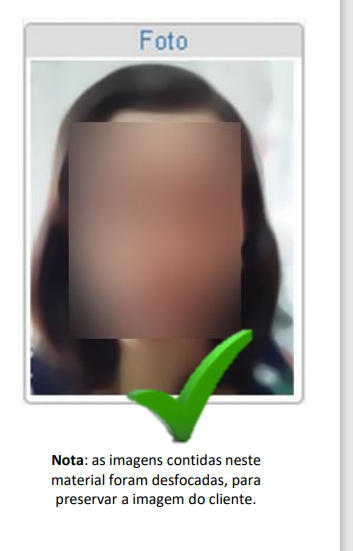 Foto
Nota: as imagens contidas neste
material foram desfocadas, para
preservar a imagem do cliente.